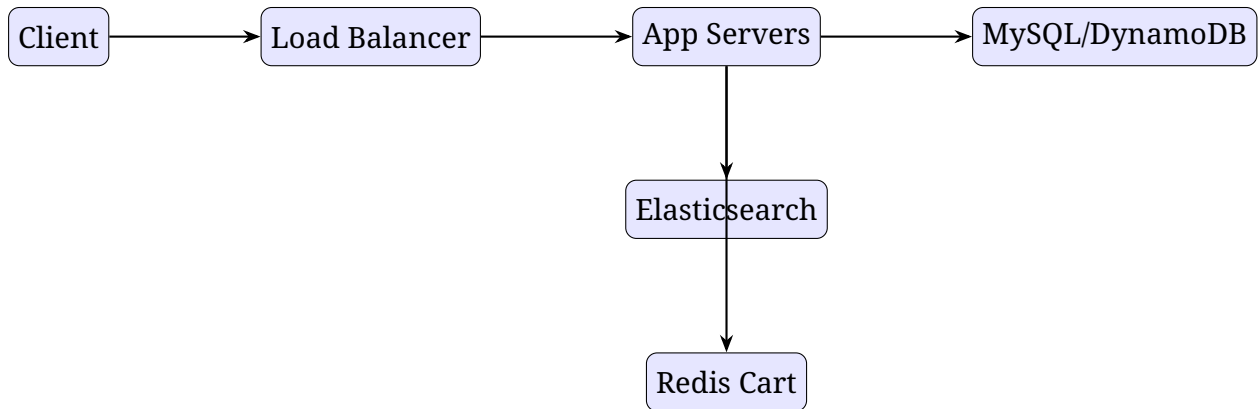 Client
Load Balancer
App Servers
MySQL/DynamoDB
Elasticsearch
Redis Cart